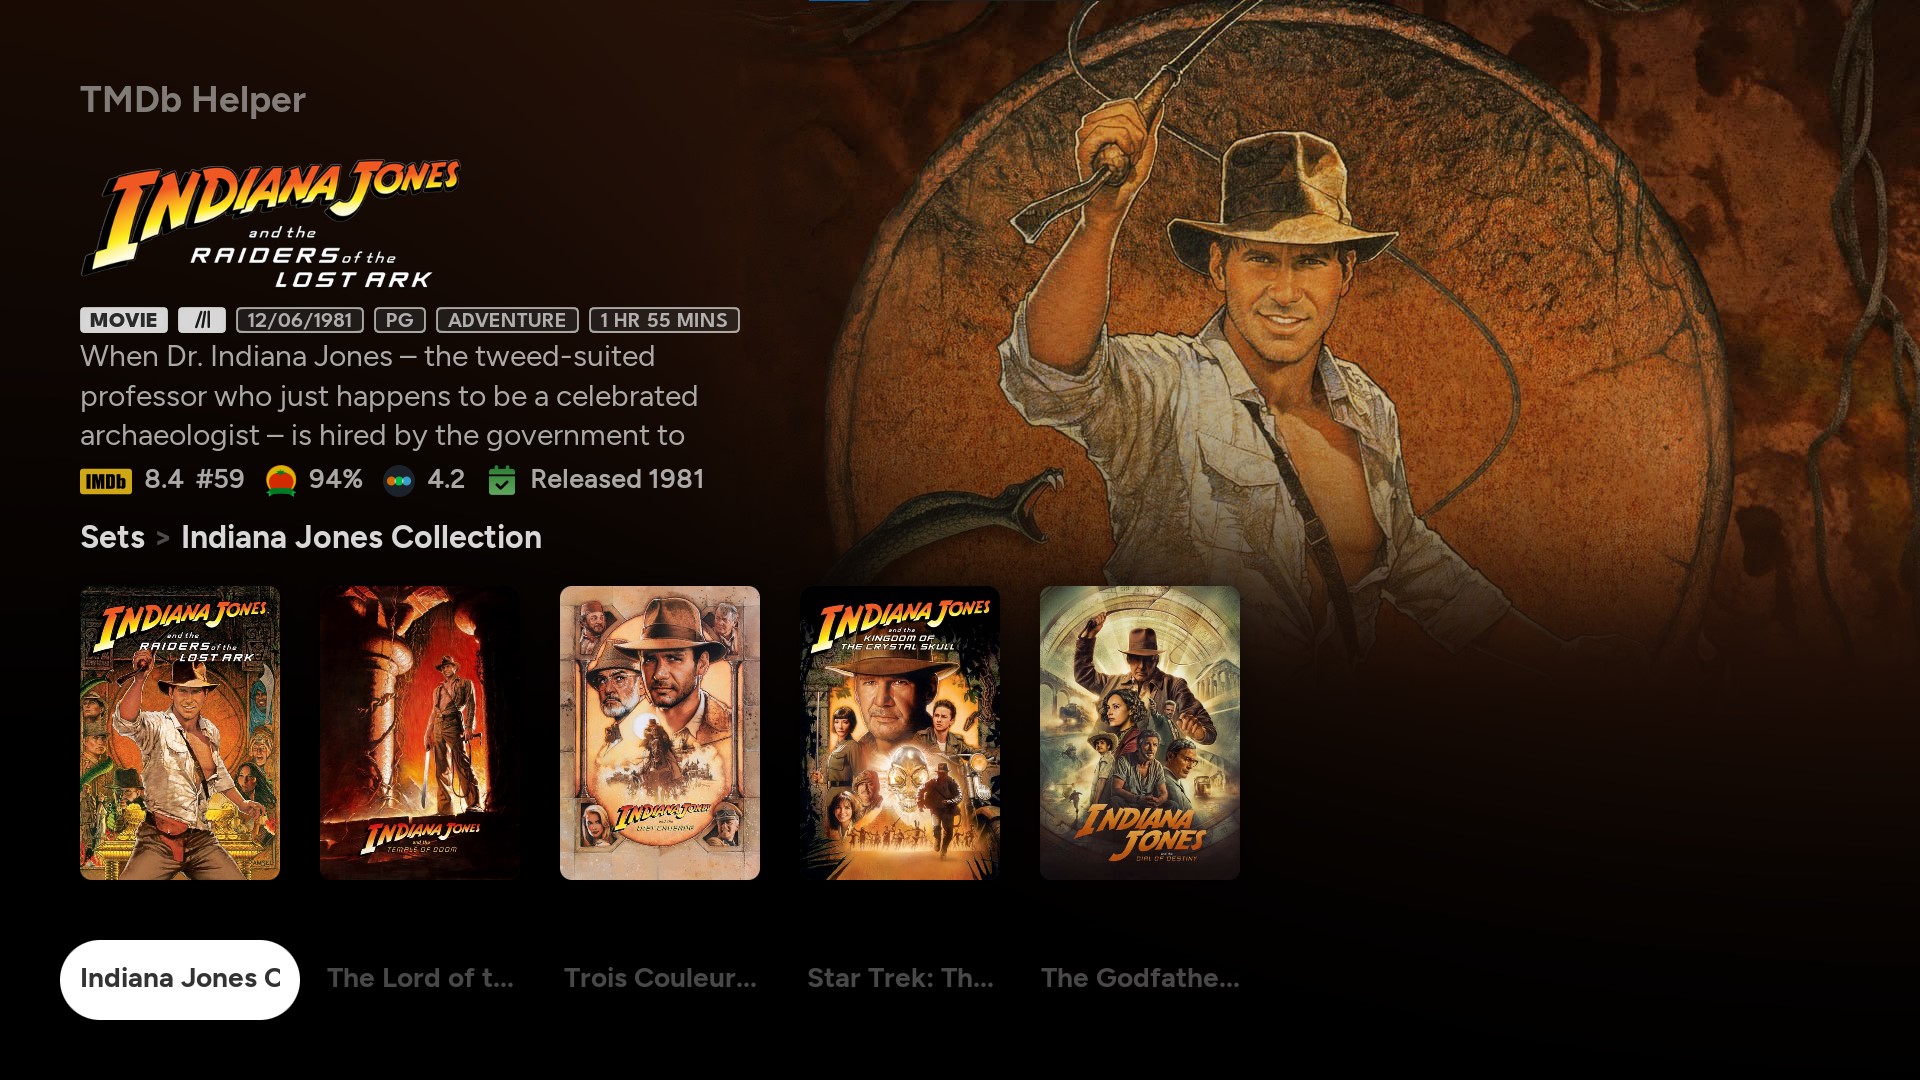 TMDb Helper
INDIANA JONES
and the
RAIDERS of the
LOST ARK
MOVIE 12/06/1981 PG ADVENTURE 1 HR 55 MINS
When Dr. Indiana Jones – the tweed-suited
professor who just happens to be a celebrated
archaeologist – is hired by the government to
IMDb 8.4 #59 94% 4.2 Released 1981
Sets > Indiana Jones Collection
INDIANA JONES
and the
RAIDERS of the
LOST ARK
INDIANA JONES
and the
TEMPLE OF DOOM
INDIANA JONES
and the
LAST CRUSADE
INDIANA JONES
and the
KINGDOM OF
THE CRYSTAL SKULL
INDIANA
JONES
and the
DIAL OF DESTINY
Indiana Jones C
The Lord of t...
Trois Couleur...
Star Trek: Th...
The Godfathe...